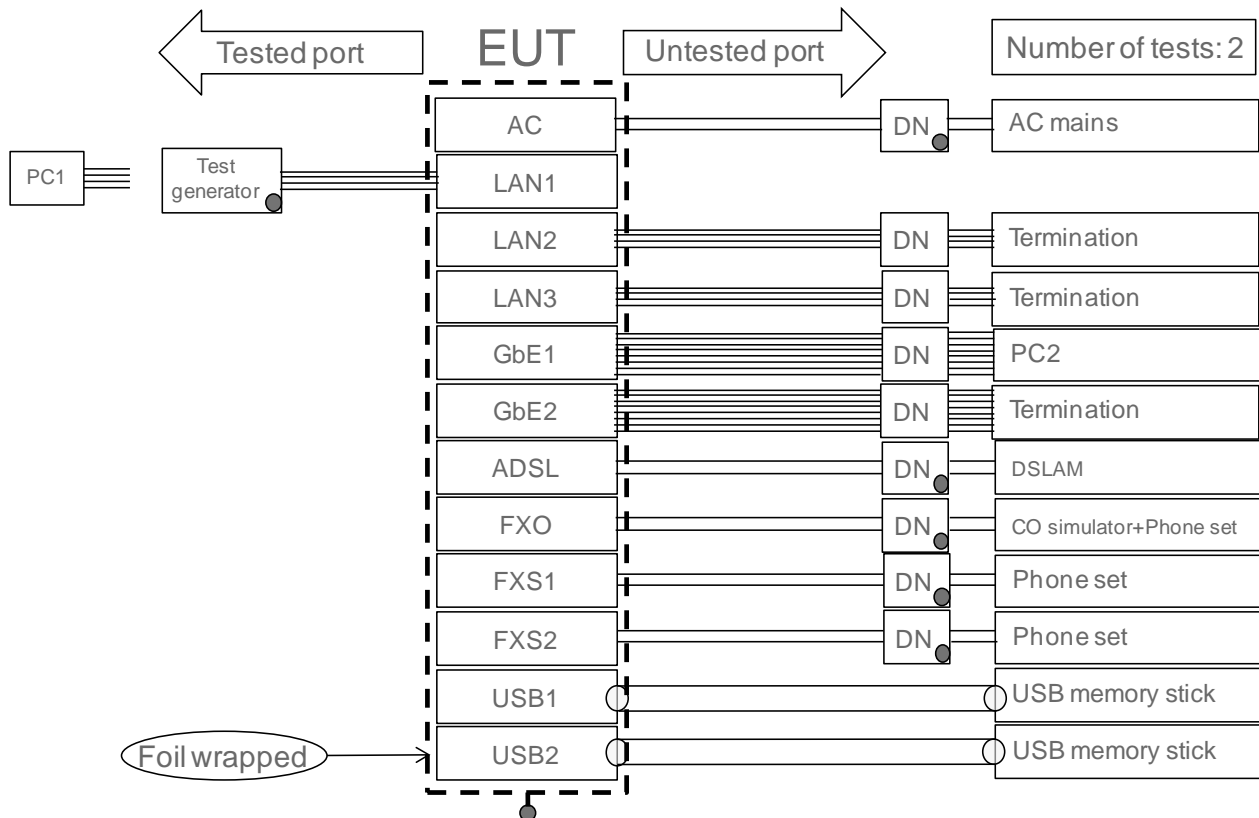 Tested port
EUT
Untested port
Number of tests: 2
AC
DN
AC mains
PC1
Test
generator
LAN1
LAN2
DN
Termination
LAN3
DN
Termination
GbE1
DN
PC2
GbE2
DN
Termination
ADSL
DN
DSLAM
FXO
DN
CO simulator+Phone set
FXS1
DN
Phone set
FXS2
DN
Phone set
USB1
USB memory stick
Foil wrapped
USB2
USB memory stick